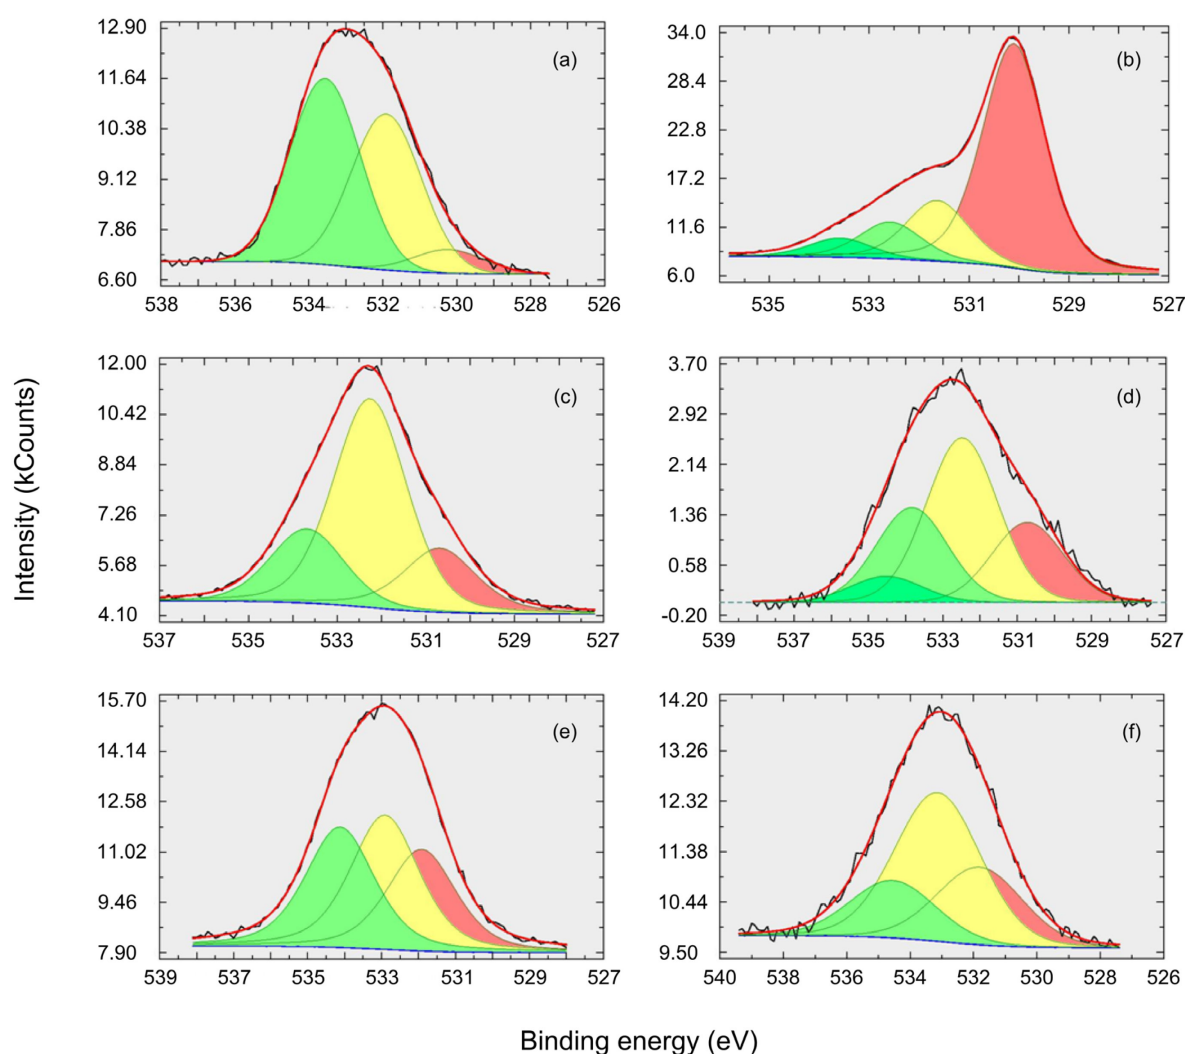 12.90
11.64
10.38
9.12
7.86
6.60
538 536 534 532 530 528 526
(a)
34.0
28.4
22.8
17.2
11.6
6.0
535 533 531 529 527
(b)
12.00
10.42
8.84
7.26
5.68
4.10
537 535 533 531 529 527
(c)
3.70
2.92
2.14
1.36
0.58
-0.20
539 537 535 533 531 529 527
(d)
15.70
14.14
12.58
11.02
9.46
7.90
539 537 535 533 531 529 527
(e)
14.20
13.26
12.32
11.38
10.44
9.50
540 538 536 534 532 530 528 526
(f)
Intensity (kCounts)
Binding energy (eV)